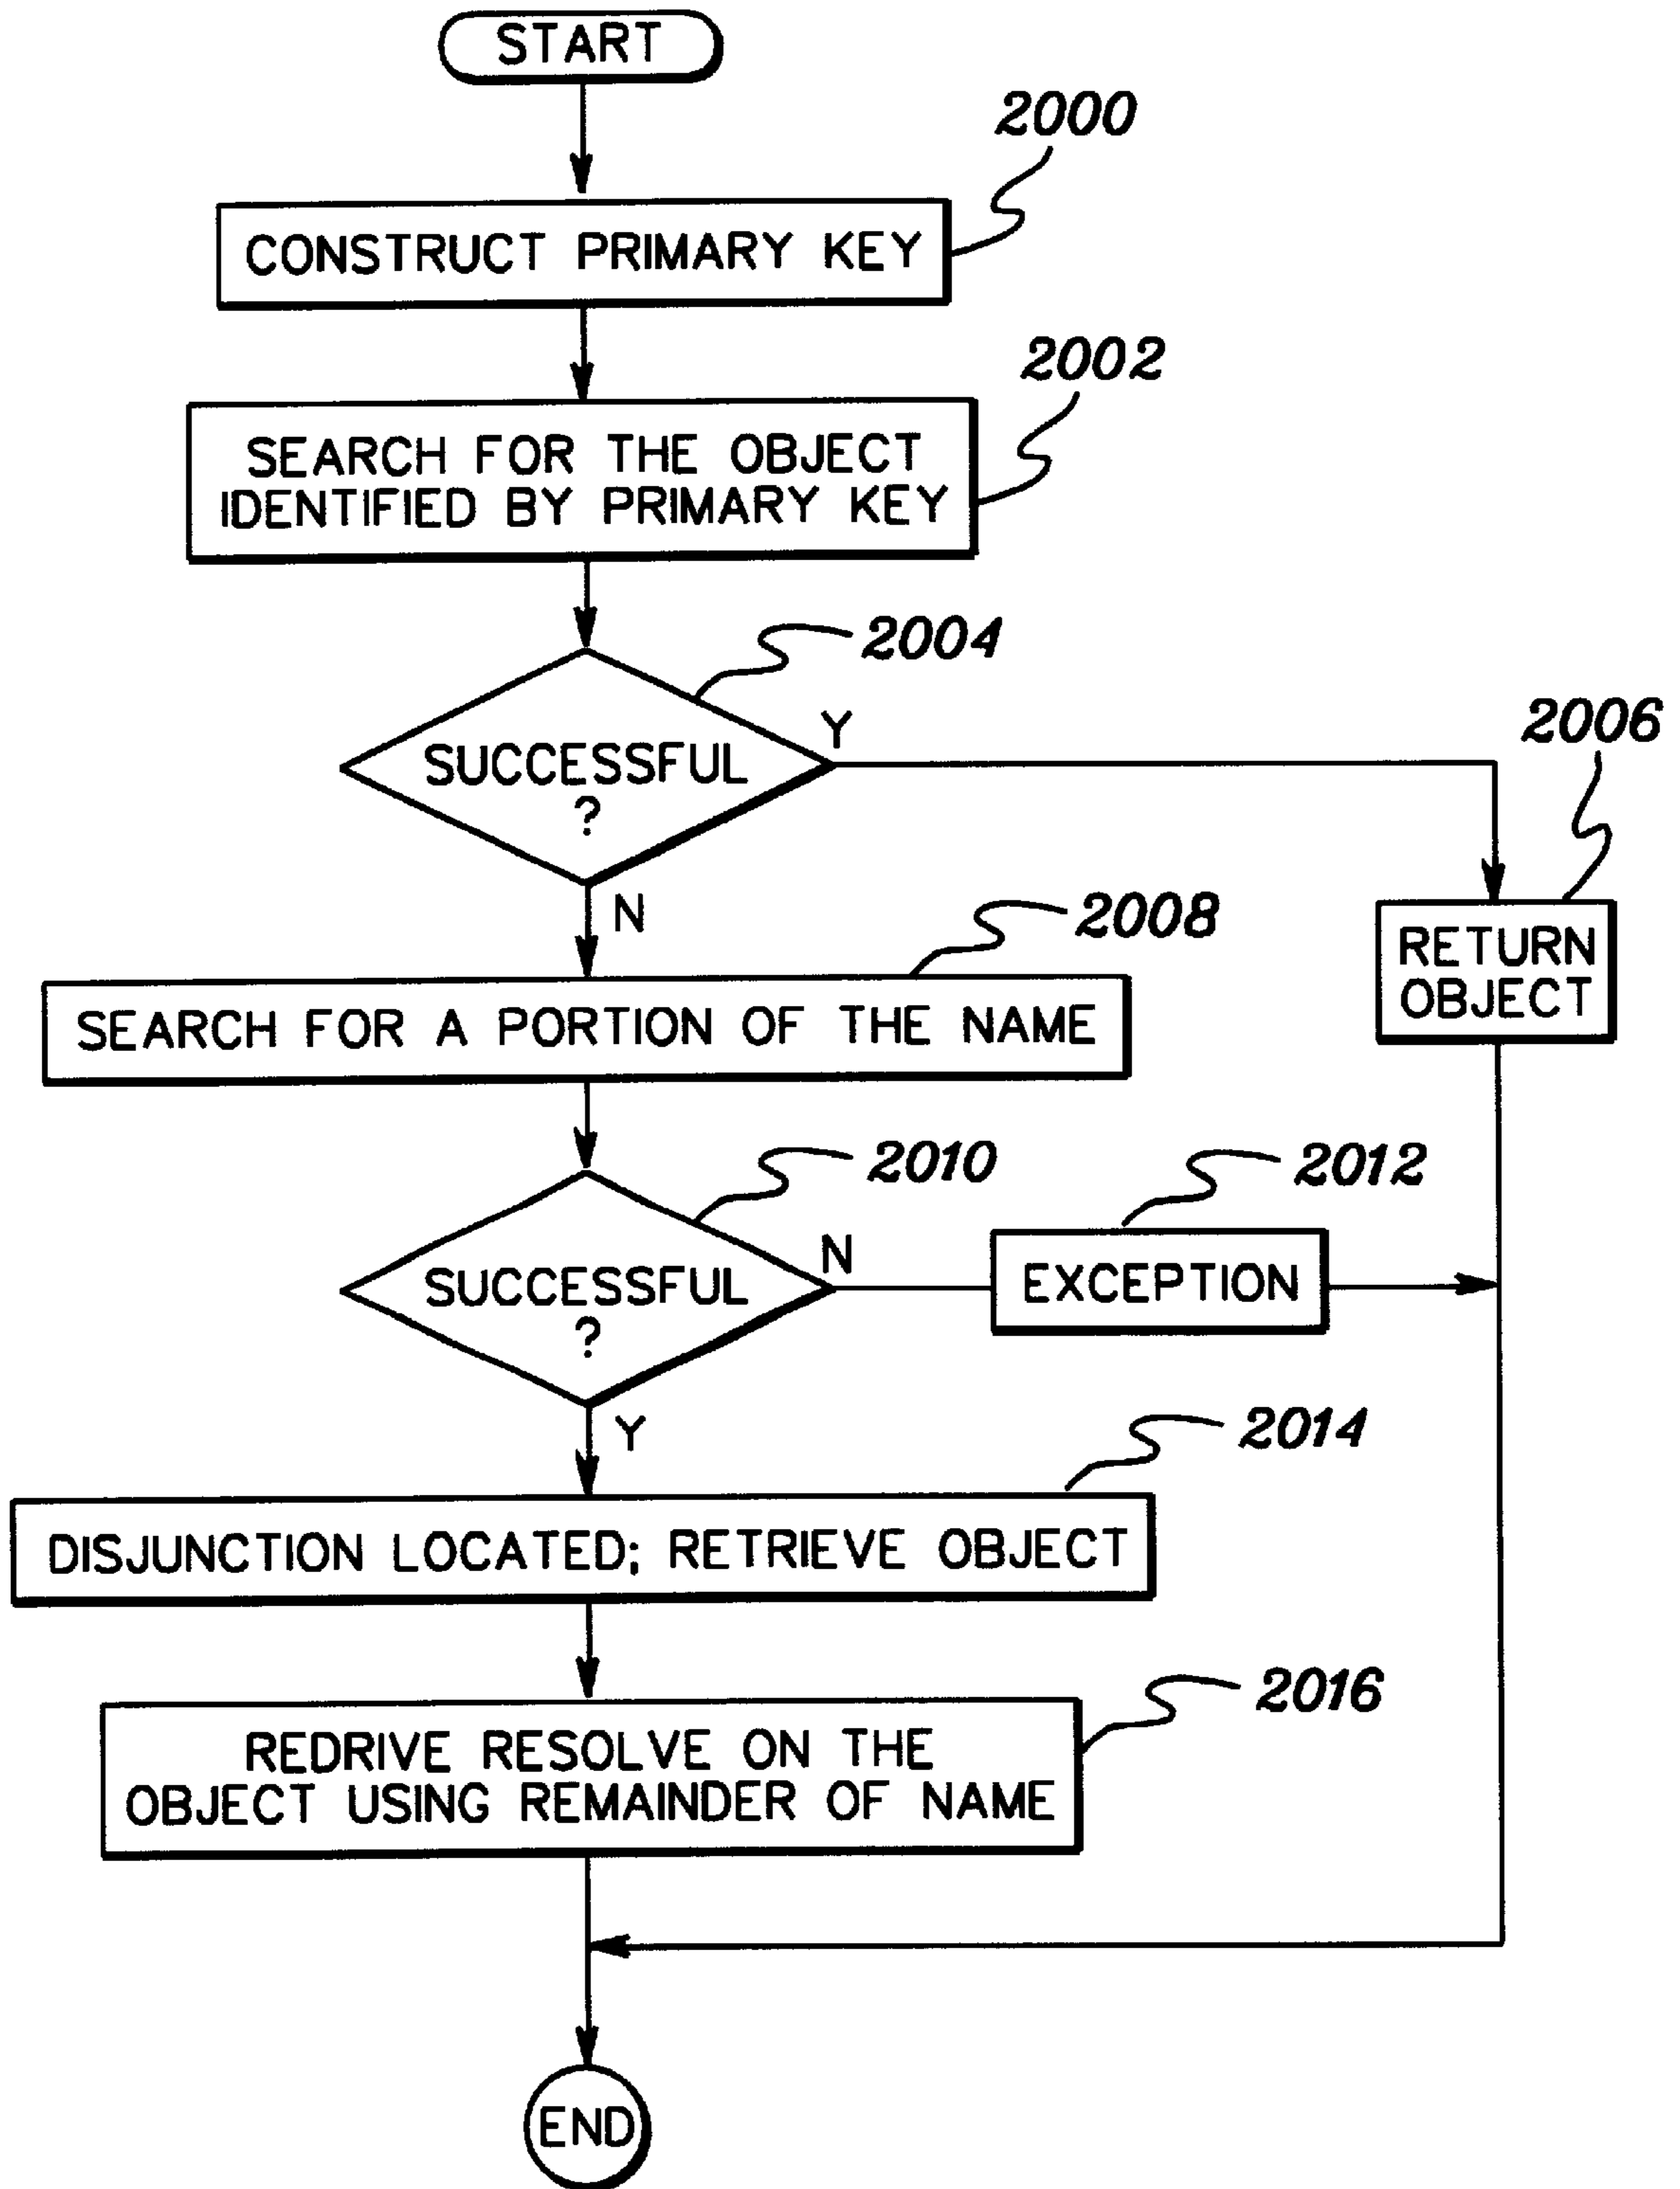 START
2000
CONSTRUCT PRIMARY KEY
2002
SEARCH FOR THE OBJECT
IDENTIFIED BY PRIMARY KEY
2004
SUCCESSFUL
?
Y
2006
RETURN
OBJECT
N
2008
SEARCH FOR A PORTION OF THE NAME
2010
SUCCESSFUL
?
N
2012
EXCEPTION
Y
2014
DISJUNCTION LOCATED; RETRIEVE OBJECT
2016
REDRIVE RESOLVE ON THE
OBJECT USING REMAINDER OF NAME
END